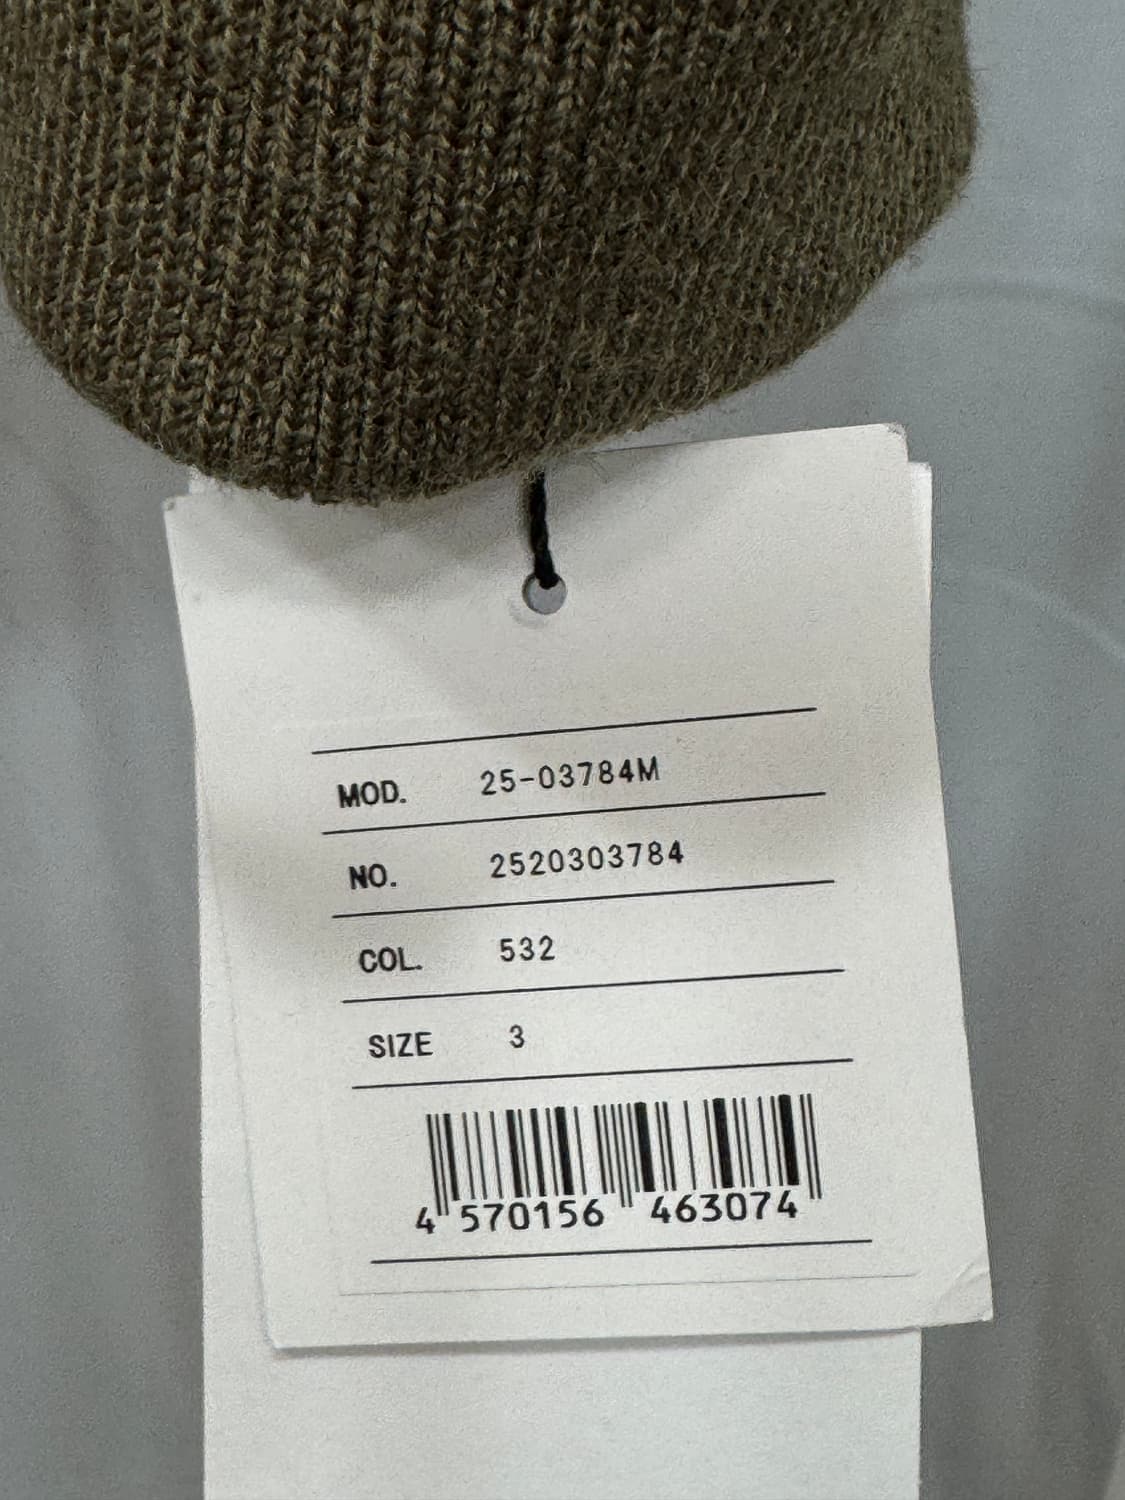 MOD. 25-03784M
NO. 2520303784
COL. 532
SIZE 3
4 570156 463074